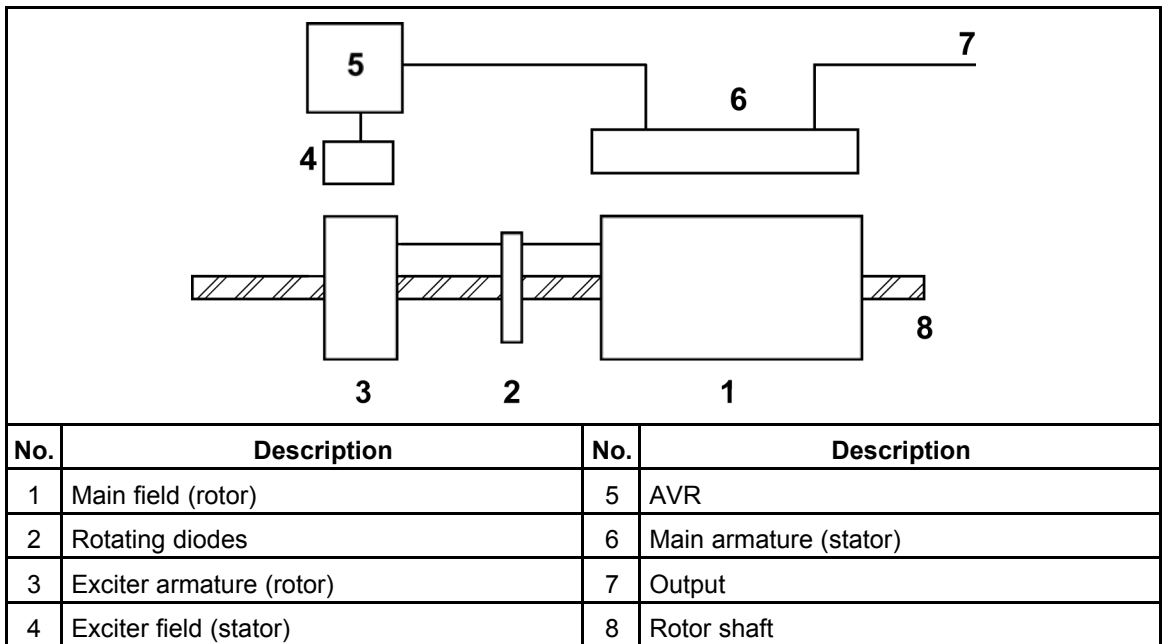 5
7
6
4
8
3 2 1
No. Description No. Description
1 Main field (rotor) 5 AVR
2 Rotating diodes 6 Main armature (stator)
3 Exciter armature (rotor) 7 Output
4 Exciter field (stator) 8 Rotor shaft